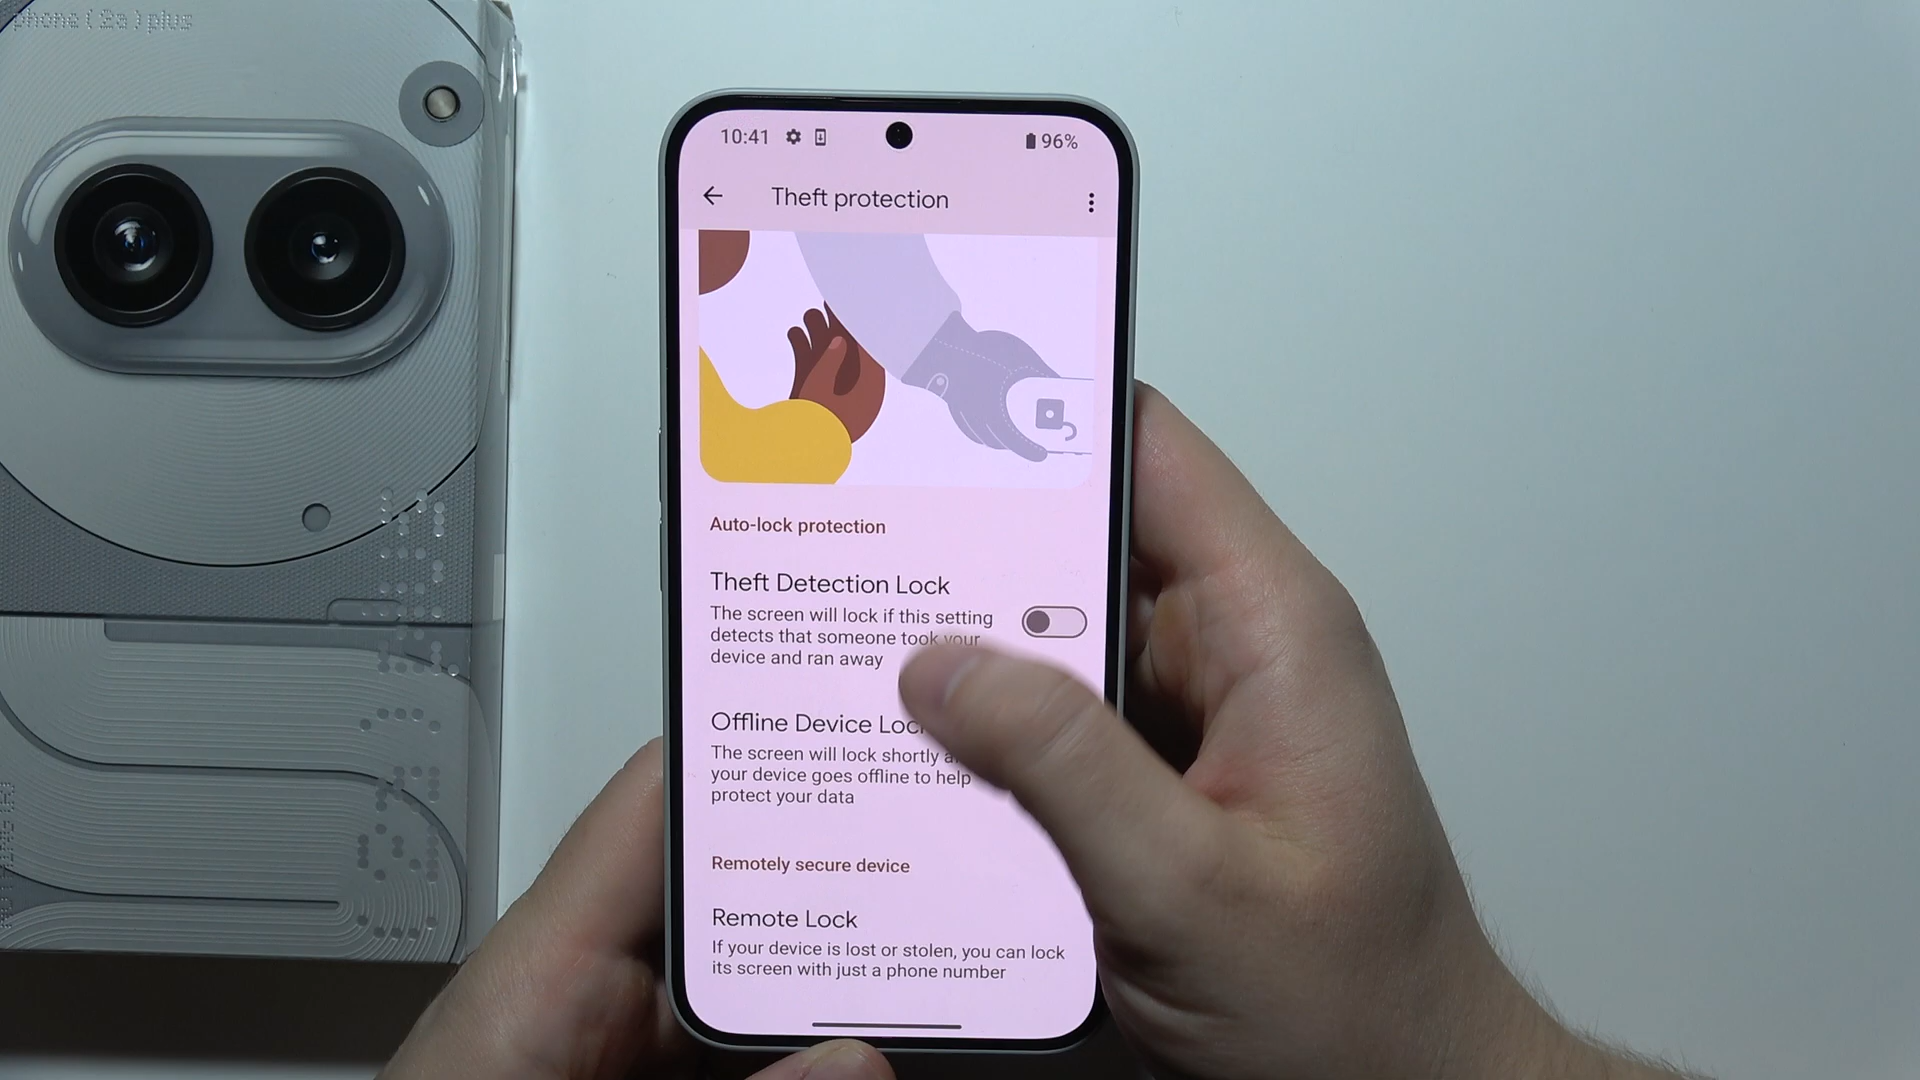 phone (2a) plus
10:41
96%
Theft protection
Auto-lock protection
Theft Detection Lock
The screen will lock if this setting
detects that someone took your
device and ran away
Offline Device Loc
The screen will lock shortly a
your device goes offline to help
protect your data
Remotely secure device
Remote Lock
If your device is lost or stolen, you can lock
its screen with just a phone number